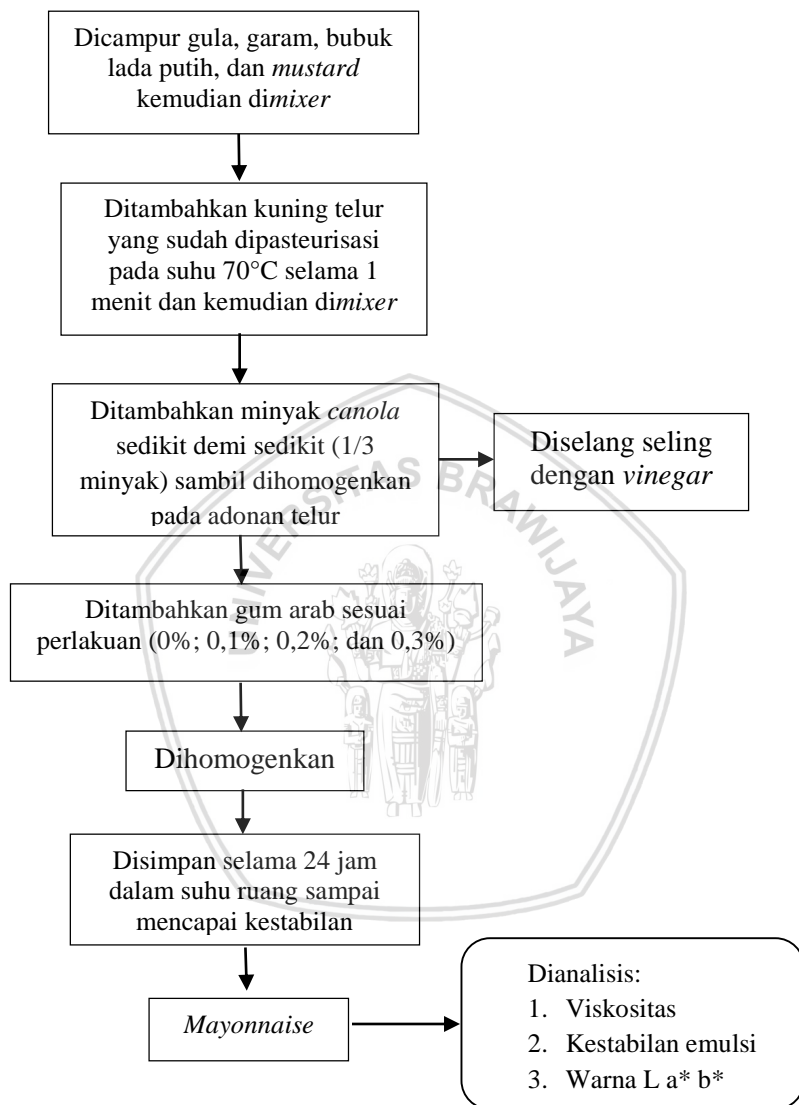 Dicampur gula, garam, bubuk
lada putih, dan mustard
kemudian dimixer
Ditambahkan kuning telur
yang sudah dipasteurisasi
pada suhu 70°C selama 1
menit dan kemudian dimixer
Ditambahkan minyak canola
sedikit demi sedikit (1/3
minyak) sambil dihomogenkan
pada adonan telur
Diselang seling
dengan vinegar
UNIVERSITAS BRAWIJAYA
Ditambahkan gum arab sesuai
perlakuan (0%; 0,1%; 0,2%; dan 0,3%)
Dihomogenkan
Disimpan selama 24 jam
dalam suhu ruang sampai
mencapai kestabilan
Mayonnaise
Dianalisis:
1. Viskositas
2. Kestabilan emulsi
3. Warna L a* b*